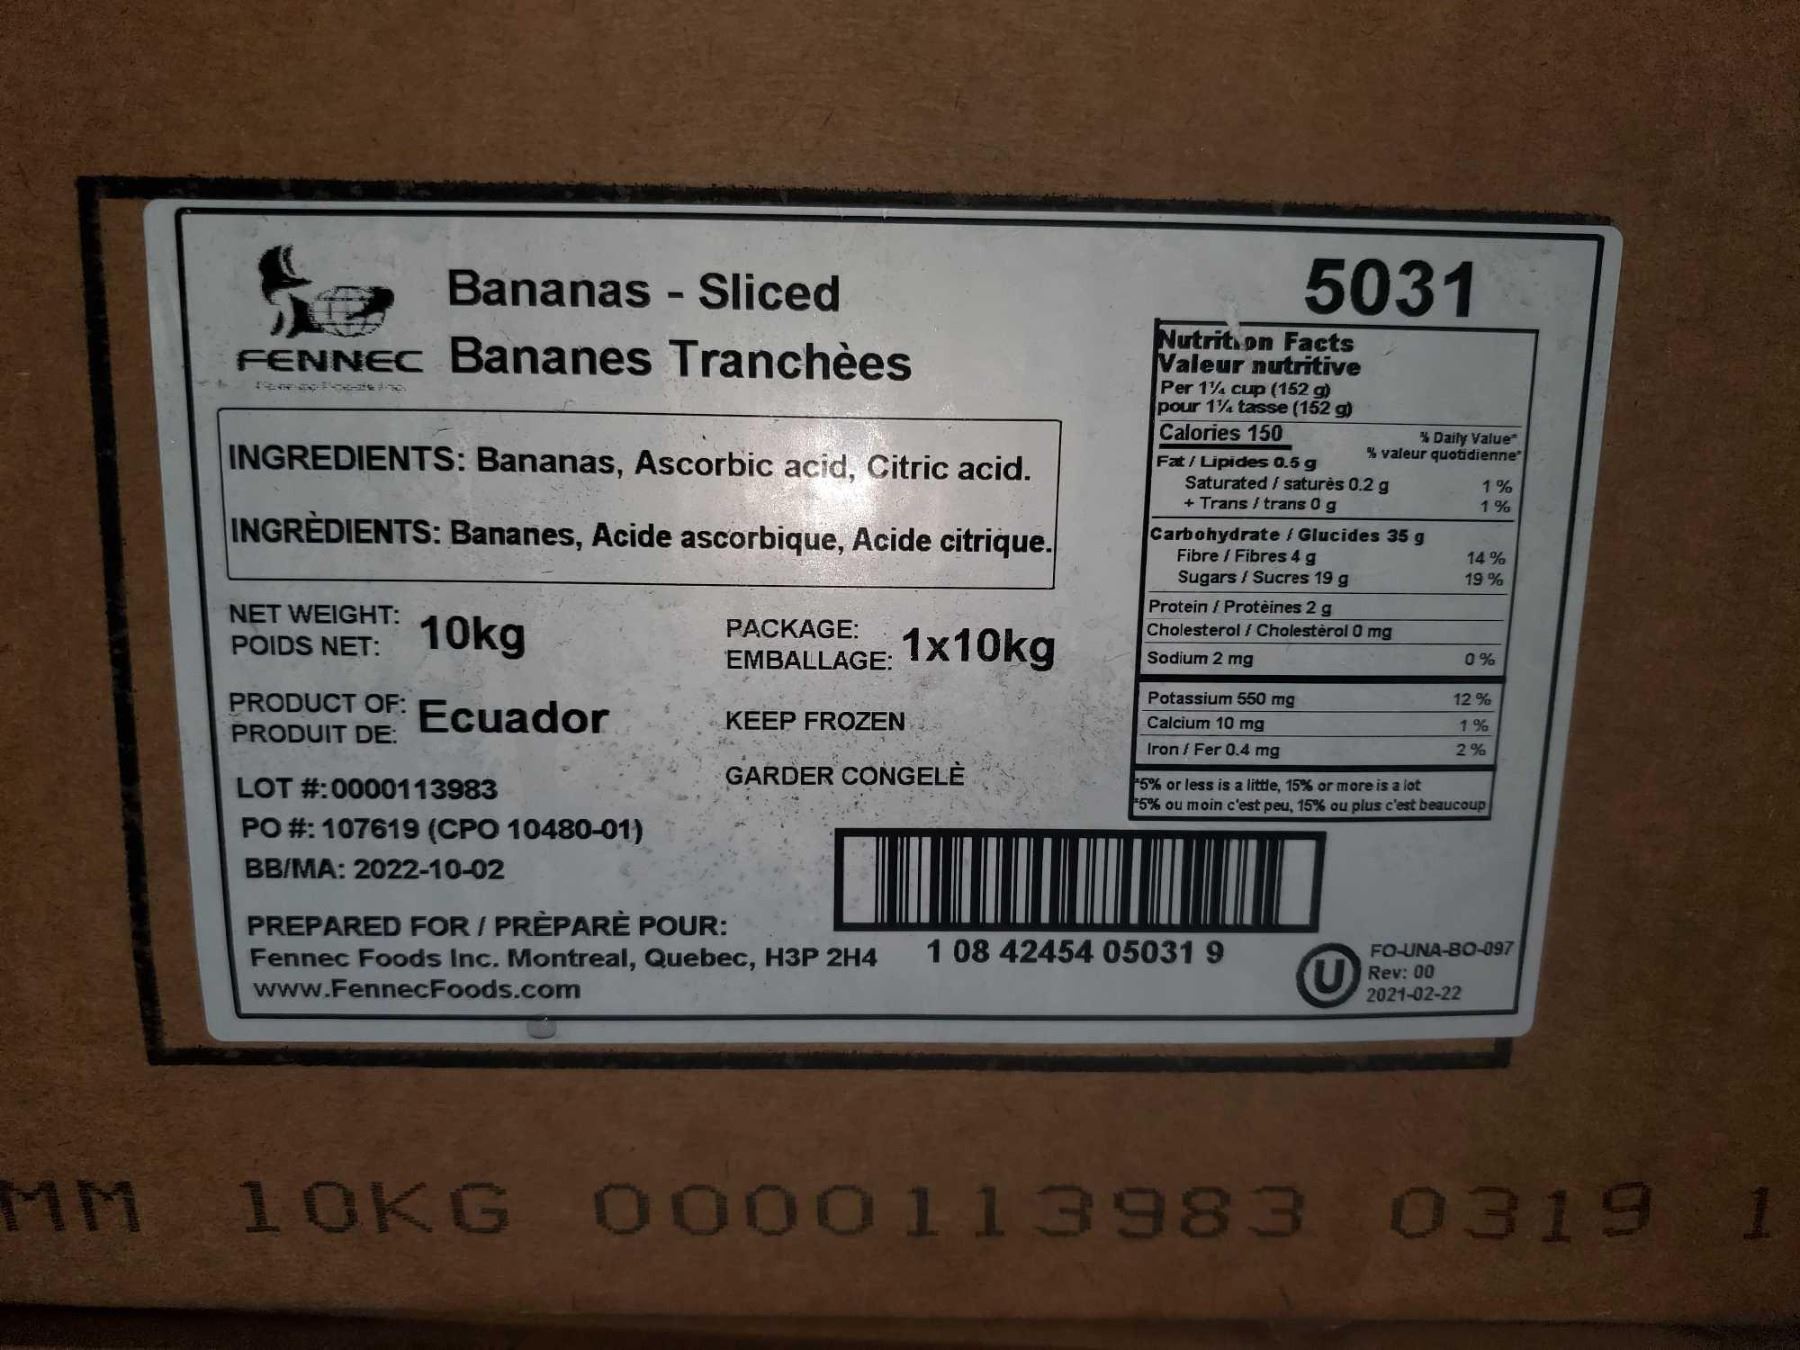 Bananas - Sliced
FENNEC Bananes Tranchèes
INGREDIENTS: Bananas, Ascorbic acid, Citric acid.
INGRÈDIENTS: Bananes, Acide ascorbique, Acide citrique.
NET WEIGHT:
POIDS NET:
10kg
PACKAGE:
EMBALLAGE:
1x10kg
PRODUCT OF:
PRODUIT DE:
Ecuador
KEEP FROZEN
GARDER CONGELÈ
LOT #:0000113983
PO #: 107619 (CPO 10480-01)
BB/MA: 2022-10-02
PREPARED FOR / PRÈPARÈ POUR:
Fennec Foods Inc. Montreal, Quebec, H3P 2H4
www.FennecFoods.com
1 08 42454 05031 9
5031
Nutrition Facts
Valeur nutritive
Per 1¼ cup (152 g)
pour 1¼ tasse (152 g)
Calories 150
% Daily Value*
% valeur quotidienne*
Fat / Lipides 0.5 g
Saturated / saturès 0.2 g 1 %
+ Trans / trans 0 g 1 %
Carbohydrate / Glucides 35 g
Fibre / Fibres 4 g 14 %
Sugars / Sucres 19 g 19 %
Protein / Protèines 2 g
Cholesterol / Cholestèrol 0 mg
Sodium 2 mg 0 %
Potassium 550 mg 12 %
Calcium 10 mg 1 %
Iron / Fer 0.4 mg 2 %
*5% or less is a little, 15% or more is a lot
*5% ou moin c'est peu, 15% ou plus c'est beaucoup
U
FO-UNA-BO-097
Rev: 00
2021-02-22
MM 10KG 0000113983 0319 1